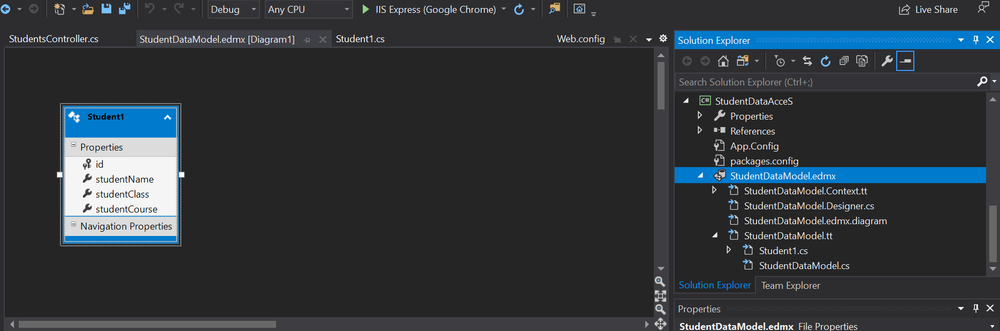 Debug Any CPU IIS Express (Google Chrome) Live Share
StudentsController.cs StudentDataModel.edmx [Diagram1] Student1.cs Web.config
Student1
Properties
id
studentName
studentClass
studentCourse
Navigation Properties
Solution Explorer
Search Solution Explorer (Ctrl+;)
C# StudentDataAcceS
Properties
References
App.Config
packages.config
StudentDataModel.edmx
StudentDataModel.Context.tt
StudentDataModel.Designer.cs
StudentDataModel.edmx.diagram
StudentDataModel.tt
Student1.cs
StudentDataModel.cs
Solution Explorer Team Explorer
Properties
StudentDataModel.edmx File Properties